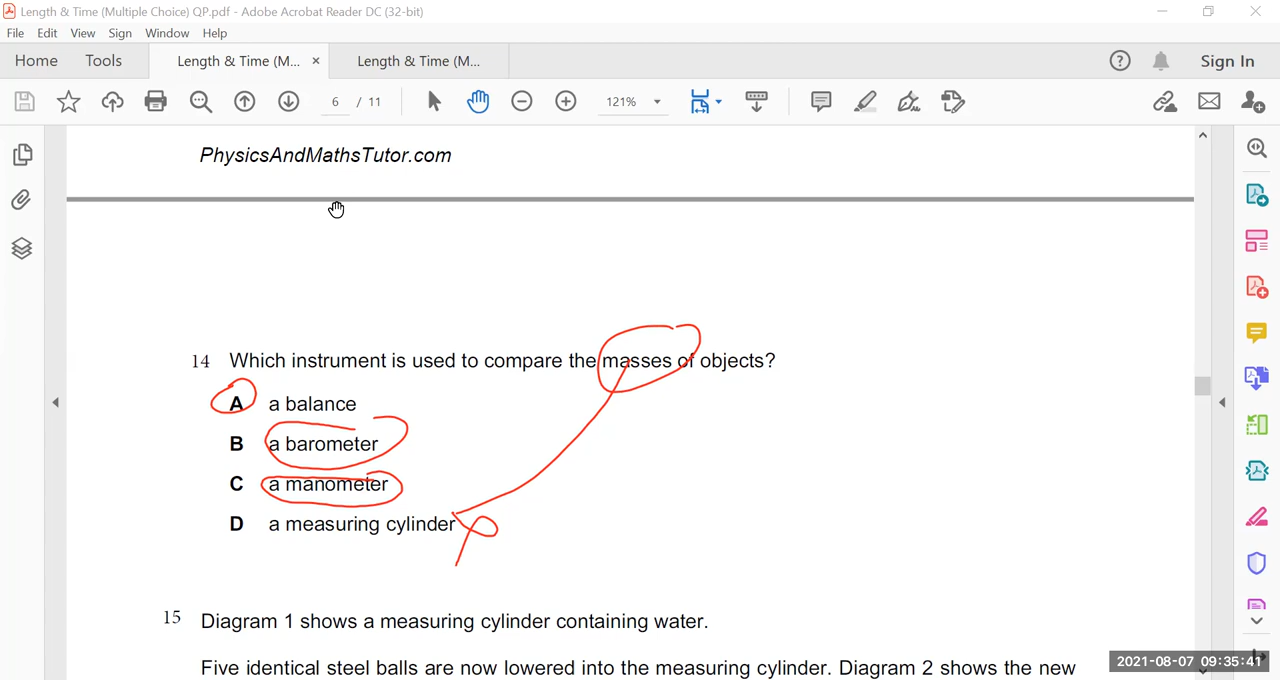 Length & Time (Multiple Choice) QP.pdf - Adobe Acrobat Reader DC (32-bit)
File Edit View Sign Window Help
Home Tools Length & Time (M... × Length & Time (M... Sign In
6 / 11 121%
PhysicsAndMathsTutor.com
14 Which instrument is used to compare the masses of objects?
A a balance
B a barometer
C a manometer
D a measuring cylinder
15 Diagram 1 shows a measuring cylinder containing water.
Five identical steel balls are now lowered into the measuring cylinder. Diagram 2 shows the new
2021-08-07 09:35:41